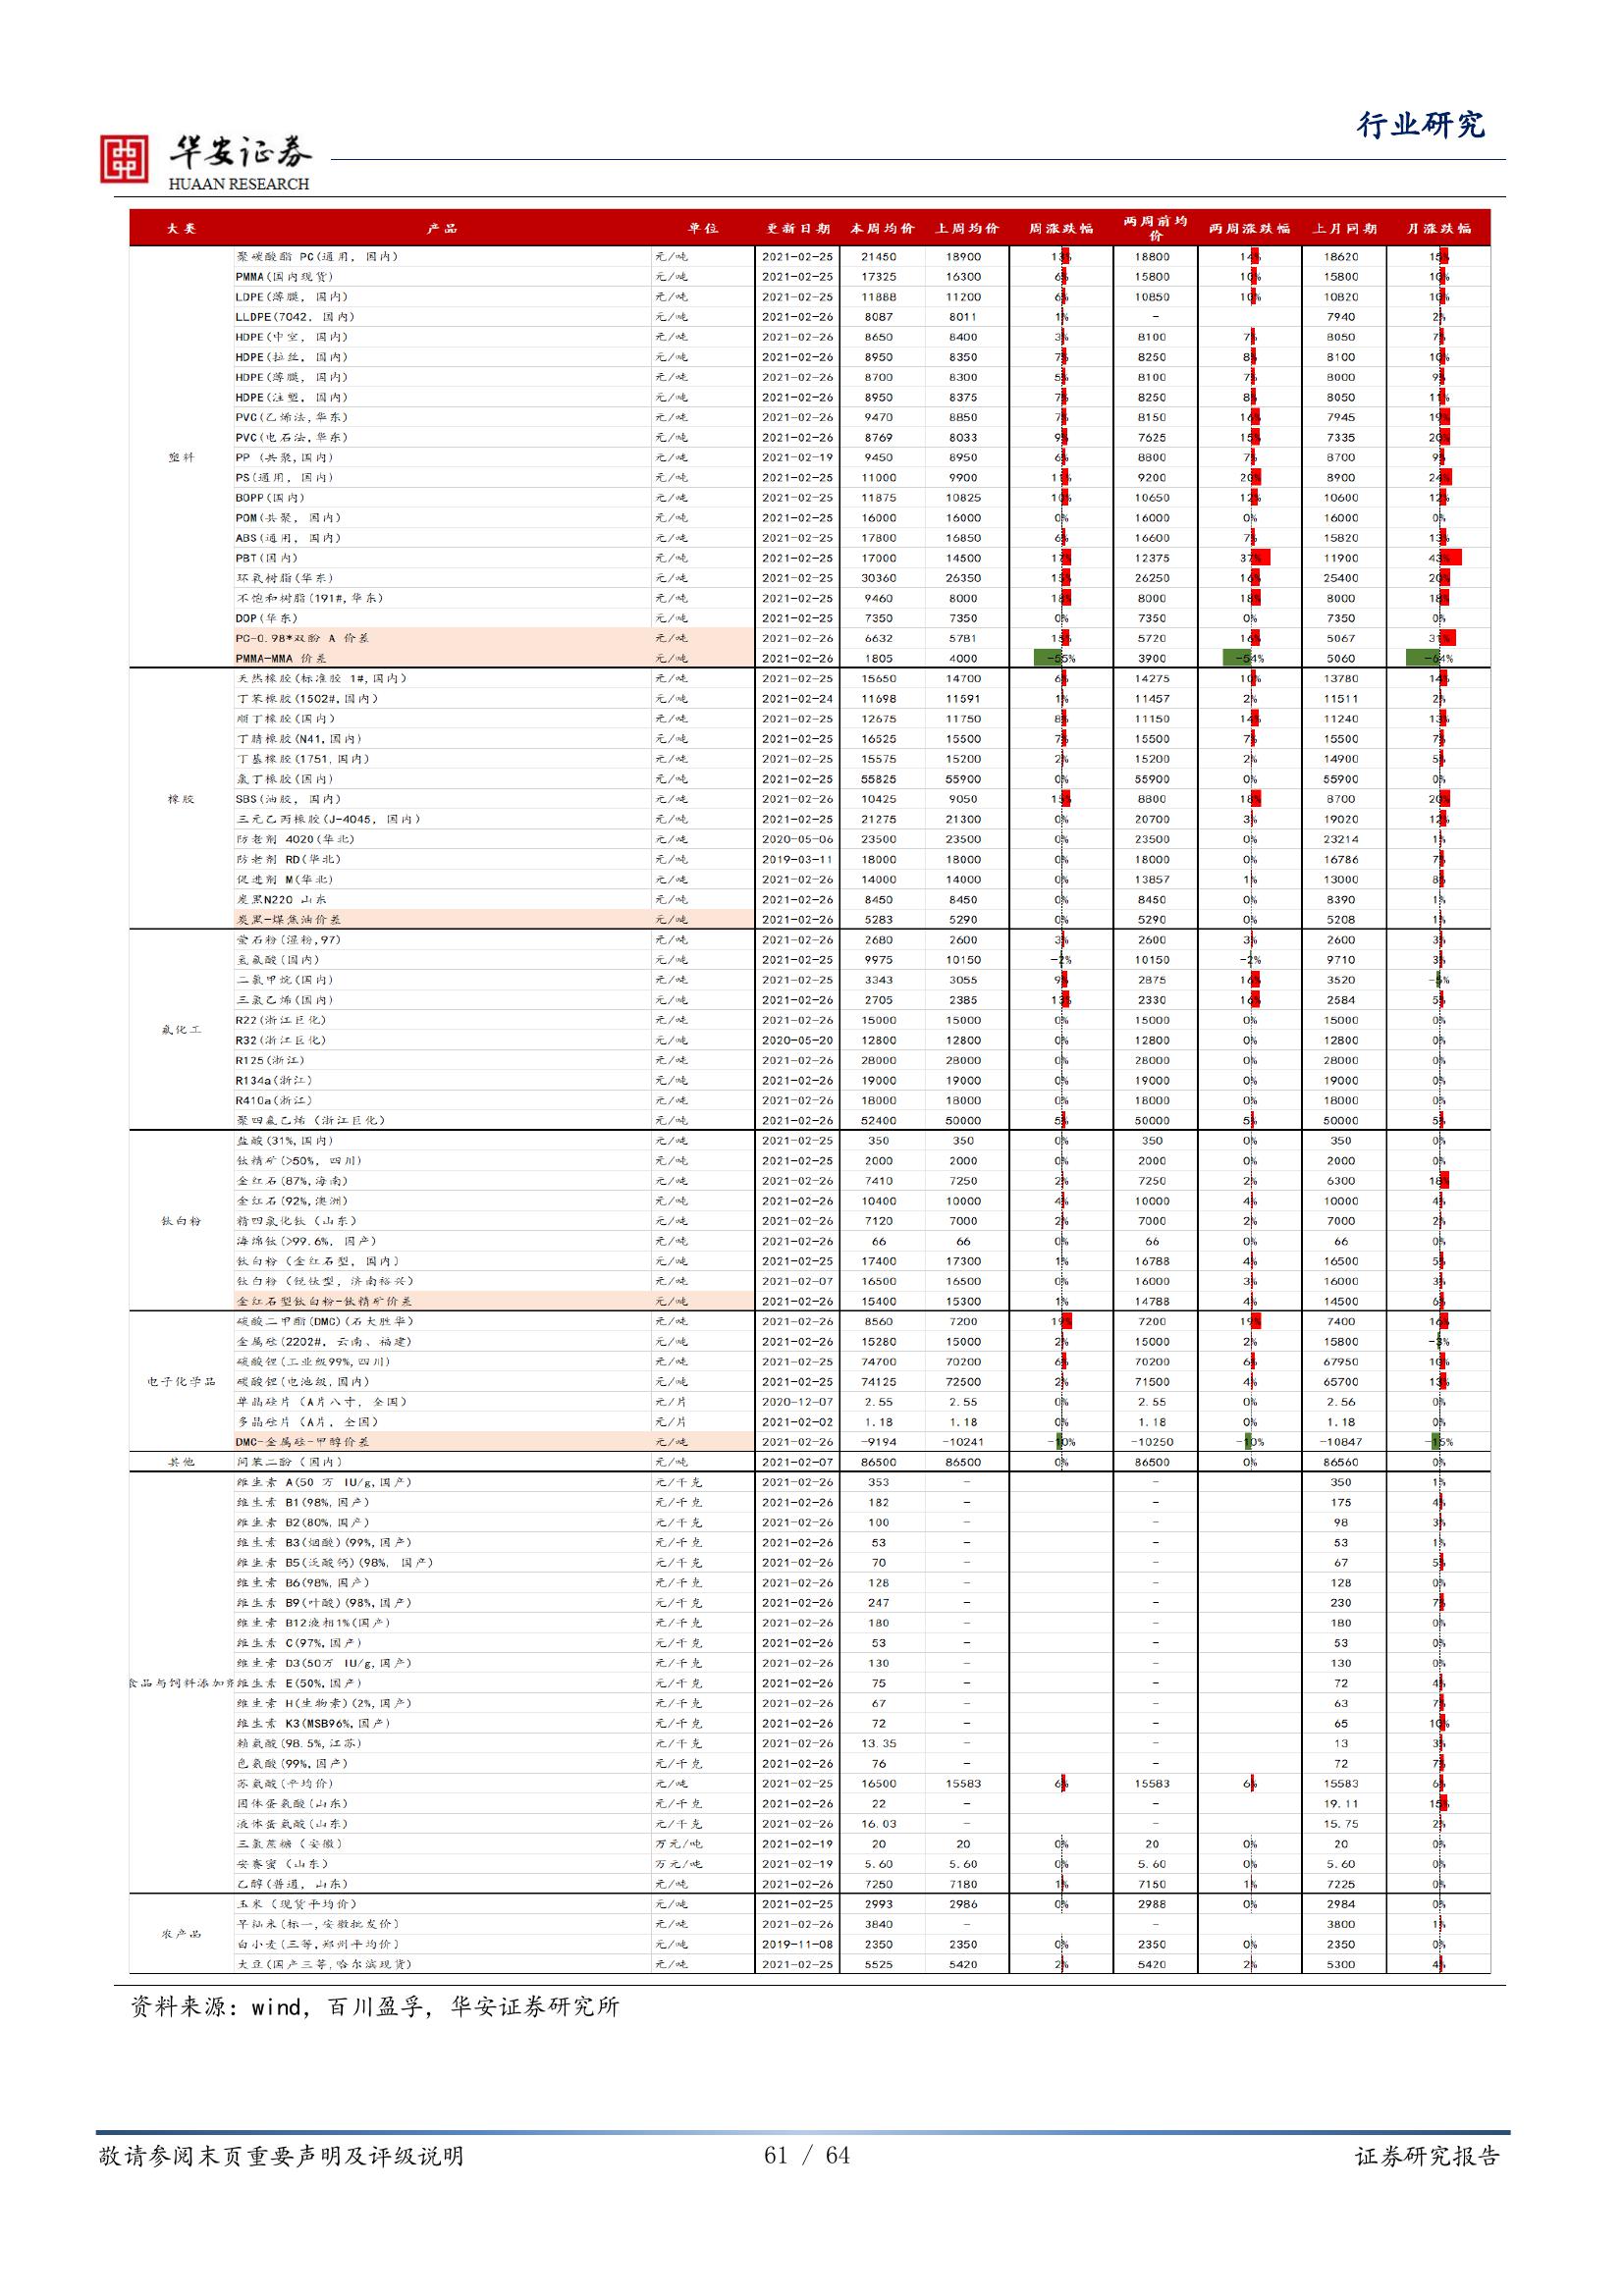 行业研究
华安证券
HUAAN RESEARCH
大类 产品 单位 更新日期 本周均价 上周均价 周涨跌幅 两周前均价 两周涨跌幅 上月同期 月涨跌幅
塑料
聚碳酸酯 PC(通用, 国内) 元/吨 2021-02-25 21450 18900 13% 18800 14% 18620 15%
PMMA(国内现货) 元/吨 2021-02-25 17325 16300 6% 15800 10% 15800 10%
LDPE(薄膜, 国内) 元/吨 2021-02-25 11888 11200 6% 10850 10% 10820 10%
LLDPE(7042, 国内) 元/吨 2021-02-26 8087 8011 1% - 7940 2%
HDPE(中空, 国内) 元/吨 2021-02-26 8650 8400 3% 8100 7% 8050 7%
HDPE(拉丝, 国内) 元/吨 2021-02-26 8950 8350 7% 8250 8% 8100 10%
HDPE(薄膜, 国内) 元/吨 2021-02-26 8700 8300 5% 8100 7% 8000 9%
HDPE(注塑, 国内) 元/吨 2021-02-26 8950 8375 7% 8250 8% 8050 11%
PVC(乙烯法,华东) 元/吨 2021-02-26 9470 8850 7% 8150 16% 7945 19%
PVC(电石法,华东) 元/吨 2021-02-26 8769 8033 9% 7625 15% 7335 20%
PP (共聚,国内) 元/吨 2021-02-19 9450 8950 6% 8800 7% 8700 9%
PS(通用, 国内) 元/吨 2021-02-25 11000 9900 11% 9200 20% 8900 24%
BOPP(国内) 元/吨 2021-02-25 11875 10825 10% 10650 12% 10600 12%
POM(共聚, 国内) 元/吨 2021-02-25 16000 16000 0% 16000 0% 16000 0%
ABS(通用, 国内) 元/吨 2021-02-25 17800 16850 6% 16600 7% 15820 13%
PBT(国内) 元/吨 2021-02-25 17000 14500 17% 12375 37% 11900 43%
环氧树脂(华东) 元/吨 2021-02-25 30360 26350 15% 26250 16% 25400 20%
不饱和树脂(191#,华东) 元/吨 2021-02-25 9460 8000 18% 8000 18% 8000 18%
DOP(华东) 元/吨 2021-02-25 7350 7350 0% 7350 0% 7350 0%
PC-0.98*双酚 A 价差 元/吨 2021-02-26 6632 5781 15% 5720 16% 5067 31%
PMMA-MMA 价差 元/吨 2021-02-26 1805 4000 -55% 3900 -54% 5060 -64%
橡胶
天然橡胶(标准胶 1#,国内) 元/吨 2021-02-25 15650 14700 6% 14275 10% 13780 14%
丁苯橡胶(1502#,国内) 元/吨 2021-02-24 11698 11591 1% 11457 2% 11511 2%
顺丁橡胶(国内) 元/吨 2021-02-25 12675 11750 8% 11150 14% 11240 13%
丁腈橡胶(N41,国内) 元/吨 2021-02-25 16525 15500 7% 15500 7% 15500 7%
丁基橡胶(1751,国内) 元/吨 2021-02-25 15575 15200 2% 15200 2% 14900 5%
氯丁橡胶(国内) 元/吨 2021-02-25 55825 55900 0% 55900 0% 55900 0%
SBS(油胶, 国内) 元/吨 2021-02-26 10425 9050 15% 8800 18% 8700 20%
三元乙丙橡胶(J-4045, 国内) 元/吨 2021-02-25 21275 21300 0% 20700 3% 19020 12%
防老剂 4020(华北) 元/吨 2020-05-06 23500 23500 0% 23500 0% 23214 1%
防老剂 RD(华北) 元/吨 2019-03-11 18000 18000 0% 18000 0% 16786 7%
促进剂 M(华北) 元/吨 2021-02-26 14000 14000 0% 13857 1% 13000 8%
炭黑N220 山东 元/吨 2021-02-26 8450 8450 0% 8450 0% 8390 1%
炭黑-煤焦油价差 元/吨 2021-02-26 5283 5290 0% 5290 0% 5208 1%
氟化工
萤石粉(湿粉,97) 元/吨 2021-02-26 2680 2600 3% 2600 3% 2600 3%
氢氟酸(国内) 元/吨 2021-02-25 9975 10150 -2% 10150 -2% 9710 3%
二氯甲烷(国内) 元/吨 2021-02-25 3343 3055 9% 2875 16% 3520 -5%
三氯乙烯(国内) 元/吨 2021-02-26 2705 2385 13% 2330 16% 2584 5%
R22(浙江巨化) 元/吨 2021-02-26 15000 15000 0% 15000 0% 15000 0%
R32(浙江巨化) 元/吨 2020-05-20 12800 12800 0% 12800 0% 12800 0%
R125(浙江) 元/吨 2021-02-26 28000 28000 0% 28000 0% 28000 0%
R134a(浙江) 元/吨 2021-02-26 19000 19000 0% 19000 0% 19000 0%
R410a(浙江) 元/吨 2021-02-26 18000 18000 0% 18000 0% 18000 0%
聚四氟乙烯 (浙江巨化) 元/吨 2021-02-26 52400 50000 5% 50000 5% 50000 5%
钛白粉
盐酸(31%,国内) 元/吨 2021-02-25 350 350 0% 350 0% 350 0%
钛精矿(>50%, 四川) 元/吨 2021-02-25 2000 2000 0% 2000 0% 2000 0%
金红石(87%,海南) 元/吨 2021-02-26 7410 7250 2% 7250 2% 6300 18%
金红石(92%,澳洲) 元/吨 2021-02-26 10400 10000 4% 10000 4% 10000 4%
精四氯化钛 (山东) 元/吨 2021-02-26 7120 7000 2% 7000 2% 7000 2%
海绵钛(>99.6%, 国产) 元/吨 2021-02-26 66 66 0% 66 0% 66 0%
钛白粉 (金红石型, 国内) 元/吨 2021-02-25 17400 17300 1% 16788 4% 16500 5%
钛白粉 (锐钛型, 济南裕兴) 元/吨 2021-02-07 16500 16500 0% 16000 3% 16000 3%
金红石型钛白粉-钛精矿价差 元/吨 2021-02-26 15400 15300 1% 14788 4% 14500 6%
电子化学品
碳酸二甲酯(DMC)(石大胜华) 元/吨 2021-02-26 8560 7200 19% 7200 19% 7400 16%
金属硅(2202#, 云南、福建) 元/吨 2021-02-26 15280 15000 2% 15000 2% 15800 -3%
碳酸锂(工业级99%,四川) 元/吨 2021-02-25 74700 70200 6% 70200 6% 67950 10%
碳酸锂(电池级,国内) 元/吨 2021-02-25 74125 72500 2% 71500 4% 65700 13%
单晶硅片 (A片八寸, 全国) 元/片 2020-12-07 2.55 2.55 0% 2.55 0% 2.56 0%
多晶硅片 (A片, 全国) 元/片 2021-02-02 1.18 1.18 0% 1.18 0% 1.18 0%
DMC-金属硅-甲醇价差 元/吨 2021-02-26 -9194 -10241 -10% -10250 -10% -10847 -15%
其他 间苯二酚 (国内) 元/吨 2021-02-07 86500 86500 0% 86500 0% 86560 0%
食品与饲料添加
维生素 A(50 万 IU/g,国产) 元/千克 2021-02-26 353 - - 350 1%
维生素 B1(98%,国产) 元/千克 2021-02-26 182 - - 175 4%
维生素 B2(80%,国产) 元/千克 2021-02-26 100 - - 98 3%
维生素 B3(烟酸)(99%,国产) 元/千克 2021-02-26 53 - - 53 1%
维生素 B5(泛酸钙)(98%, 国产) 元/千克 2021-02-26 70 - - 67 5%
维生素 B6(98%,国产) 元/千克 2021-02-26 128 - - 128 0%
维生素 B9(叶酸)(98%,国产) 元/千克 2021-02-26 247 - - 230 7%
维生素 B12液相1%(国产) 元/千克 2021-02-26 180 - - 180 0%
维生素 C(97%,国产) 元/千克 2021-02-26 53 - - 53 0%
维生素 D3(50万 IU/g,国产) 元/千克 2021-02-26 130 - - 130 0%
维生素 E(50%,国产) 元/千克 2021-02-26 75 - - 72 4%
维生素 H(生物素)(2%,国产) 元/千克 2021-02-26 67 - - 63 7%
维生素 K3(MSB96%,国产) 元/千克 2021-02-26 72 - - 65 10%
赖氨酸(98.5%,江苏) 元/千克 2021-02-26 13.35 - - 13 3%
色氨酸(99%,国产) 元/千克 2021-02-26 76 - - 72 7%
苏氨酸(平均价) 元/吨 2021-02-25 16500 15583 6% 15583 6% 15583 6%
固体蛋氨酸(山东) 元/千克 2021-02-26 22 - - 19.11 15%
液体蛋氨酸(山东) 元/千克 2021-02-26 16.03 - - 15.75 2%
三氯蔗糖 (安徽) 万元/吨 2021-02-19 20 20 0% 20 0% 20 0%
安赛蜜 (山东) 万元/吨 2021-02-19 5.60 5.60 0% 5.60 0% 5.60 0%
乙醇(普通, 山东) 元/吨 2021-02-26 7250 7180 1% 7150 1% 7225 0%
农产品
玉米 (现货平均价) 元/吨 2021-02-25 2993 2986 0% 2988 0% 2984 0%
早籼米(标一,安徽批发价) 元/吨 2021-02-26 3840 - - 3800 1%
白小麦(三等,郑州平均价) 元/吨 2019-11-08 2350 2350 0% 2350 0% 2350 0%
大豆(国产三等,哈尔滨现货) 元/吨 2021-02-25 5525 5420 2% 5420 2% 5300 4%
资料来源：wind，百川盈孚，华安证券研究所
敬请参阅末页重要声明及评级说明 61 / 64 证券研究报告